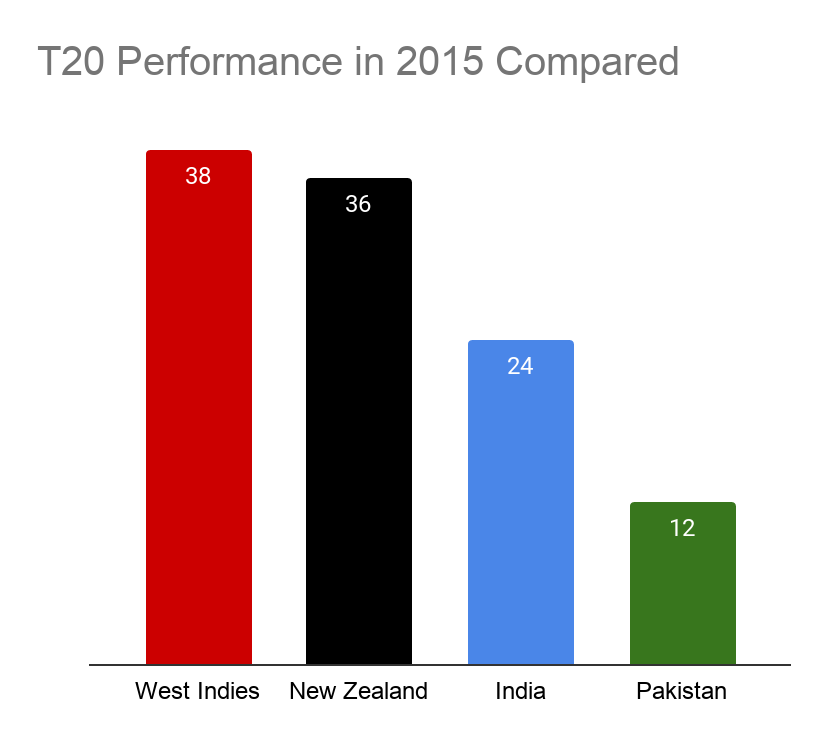 T20 Performance in 2015 Compared
38
36
24
12
West Indies
New Zealand
India
Pakistan